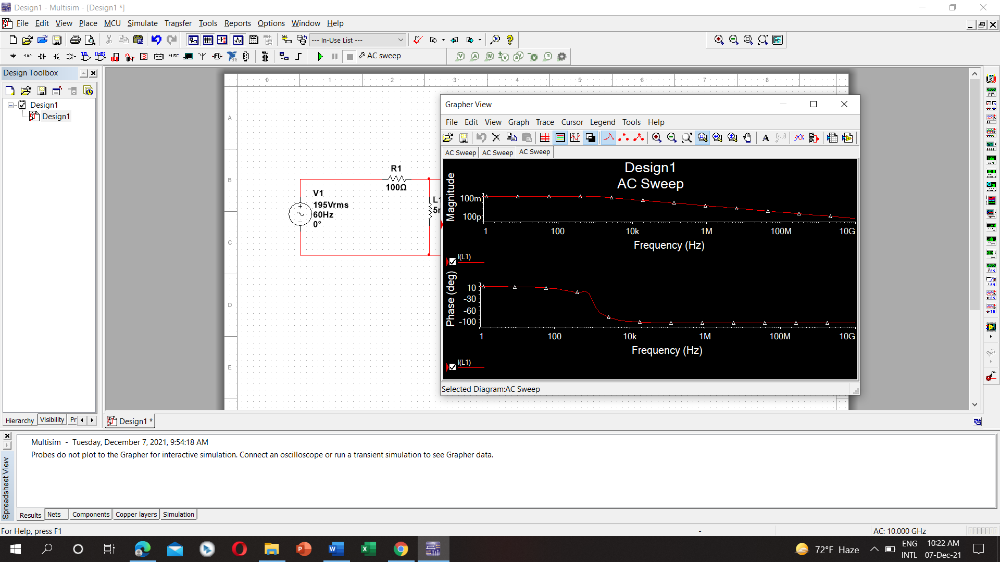 Design1 - Multisim - [Design1 *]
File Edit View Place MCU Simulate Transfer Tools Reports Options Window Help
--- In-Use List ---
MISC
AC sweep
Design Toolbox
Design1
Design1
Hierarchy Visibility Pr
0 1 2 3 4 5 6 7 8
A
B
C
D
E
R1
100Ω
V1
195Vrms
60Hz
0°
Grapher View
File Edit View Graph Trace Cursor Legend Tools Help
AC Sweep AC Sweep AC Sweep
Design1
AC Sweep
Magnitude
100m
100p
1 100 10k 1M 100M 10G
Frequency (Hz)
I(L1)
Phase (deg)
10
-30
-60
-100
1 100 10k 1M 100M 10G
Frequency (Hz)
I(L1)
Selected Diagram:AC Sweep
Design1 *
Spreadsheet View
Multisim - Tuesday, December 7, 2021, 9:54:18 AM
Probes do not plot to the Grapher for interactive simulation. Connect an oscilloscope or run a transient simulation to see Grapher data.
Results Nets Components Copper layers Simulation
For Help, press F1
-
AC: 10.000 GHz
72°F Haze
ENG
INTL
10:22 AM
07-Dec-21